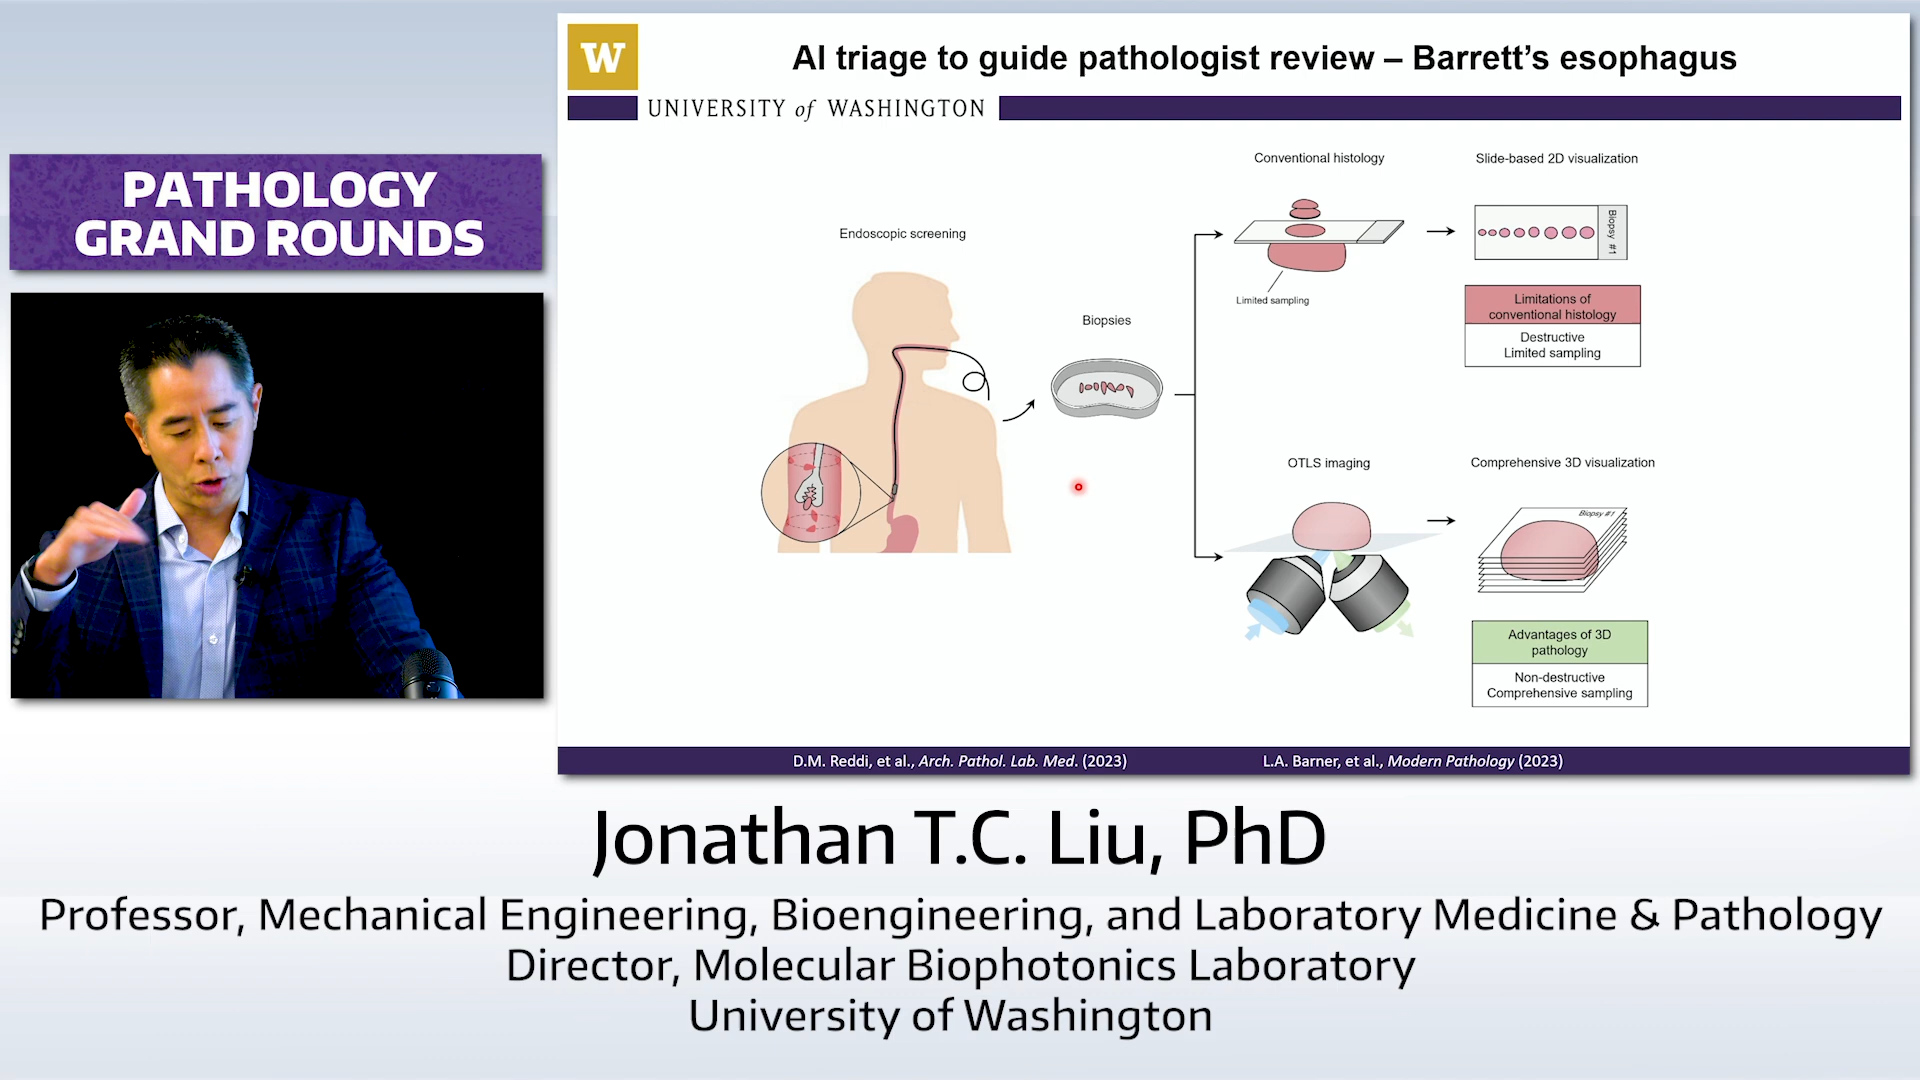 W
AI triage to guide pathologist review – Barrett's esophagus
UNIVERSITY of WASHINGTON
PATHOLOGY
GRAND ROUNDS
Endoscopic screening
Biopsies
Conventional histology
Limited sampling
Slide-based 2D visualization
Biopsy #1
Limitations of
conventional histology
Destructive
Limited sampling
OTLS imaging
Comprehensive 3D visualization
Biopsy #1
Advantages of 3D
pathology
Non-destructive
Comprehensive sampling
D.M. Reddi, et al., Arch. Pathol. Lab. Med. (2023)
L.A. Barner, et al., Modern Pathology (2023)
Jonathan T.C. Liu, PhD
Professor, Mechanical Engineering, Bioengineering, and Laboratory Medicine & Pathology
Director, Molecular Biophotonics Laboratory
University of Washington